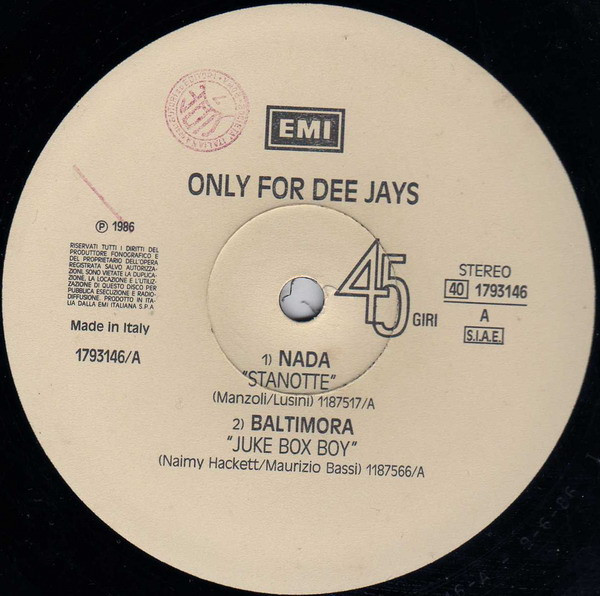 EMI
ONLY FOR DEE JAYS
℗ 1986
RISERVATI TUTTI I DIRITTI DEL
PRODUTTORE FONOGRAFICO E
DEL PROPRIETARIO DELL'OPERA
REGISTRATA SALVO AUTORIZZA-
ZIONI, SONO VIETATE LA DUPLICA-
ZIONE, LA LOCAZIONE E L'UTILIZ-
ZAZIONE DI QUESTO DISCO PER
PUBBLICA ESECUZIONE E RADIO-
DIFFUSIONE. PRODOTTO IN ITA-
LIA DALLA EMI ITALIANA S.P.A.
Made in Italy
1793146/A
45 GIRI
STEREO
40 1793146
A
S.I.A.E.
1) NADA
"STANOTTE"
(Manzoli/Lusini) 1187517/A
2) BALTIMORA
"JUKE BOX BOY"
(Naimy Hackett/Maurizio Bassi) 1187566/A